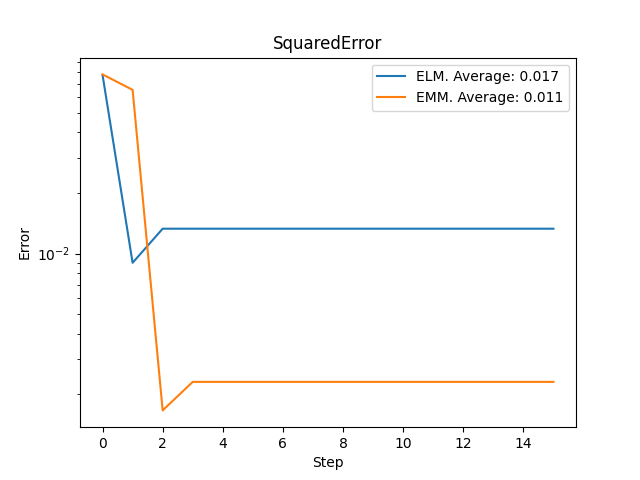 SquaredError
ELM. Average: 0.017
EMM. Average: 0.011
Error
10⁻²
0 2 4 6 8 10 12 14
Step